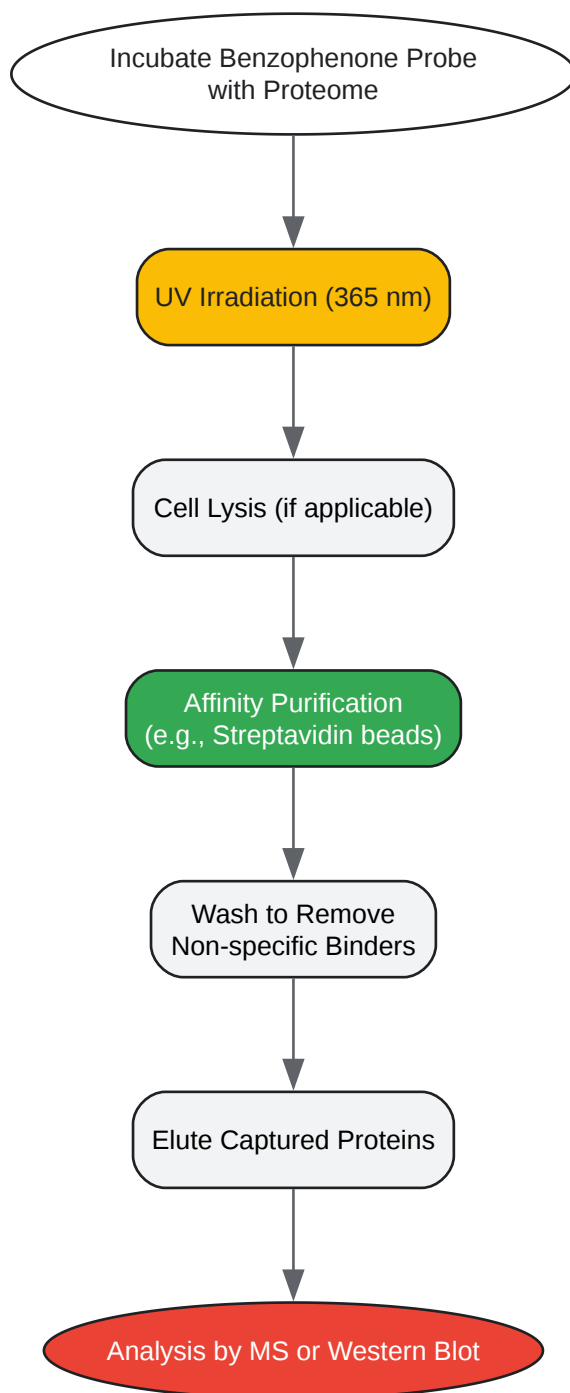 Incubate Benzophenone Probe
with Proteome
UV Irradiation (365 nm)
Cell Lysis (if applicable)
Affinity Purification
(e.g., Streptavidin beads)
Wash to Remove
Non-specific Binders
Elute Captured Proteins
Analysis by MS or Western Blot